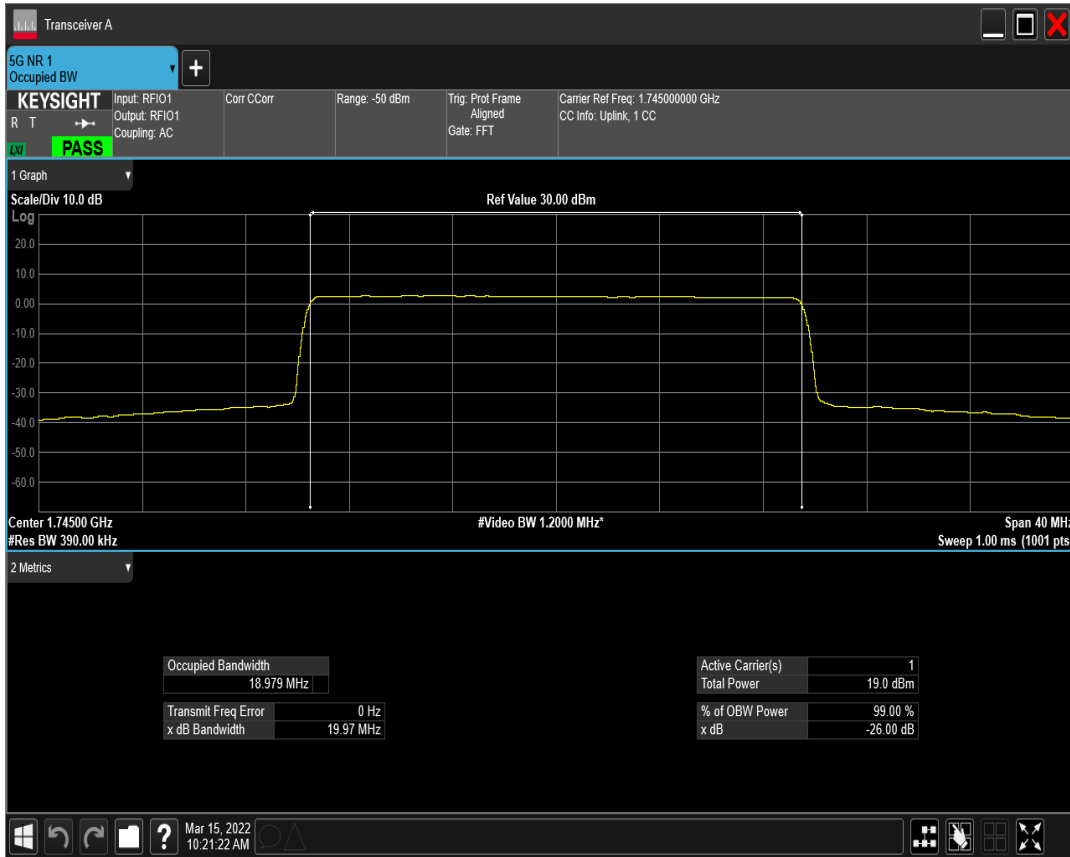 Transceiver A
5G NR 1
Occupied BW
KEYSIGHT
R T
LXI
PASS
Input: RFIO1
Output: RFIO1
Coupling: AC
Corr CCorr
Range: -50 dBm
Trig: Prot Frame
Aligned
Gate: FFT
Carrier Ref Freq: 1.745000000 GHz
CC Info: Uplink, 1 CC
1 Graph
Scale/Div 10.0 dB
Ref Value 30.00 dBm
Log
20.0
10.0
0.00
-10.0
-20.0
-30.0
-40.0
-50.0
-60.0
Center 1.74500 GHz
#Video BW 1.2000 MHz*
Span 40 MHz
#Res BW 390.00 kHz
Sweep 1.00 ms (1001 pts
2 Metrics
Occupied Bandwidth
18.979 MHz
Transmit Freq Error 0 Hz
x dB Bandwidth 19.97 MHz
Active Carrier(s) 1
Total Power 19.0 dBm
% of OBW Power 99.00 %
x dB -26.00 dB
?
Mar 15, 2022
10:21:22 AM